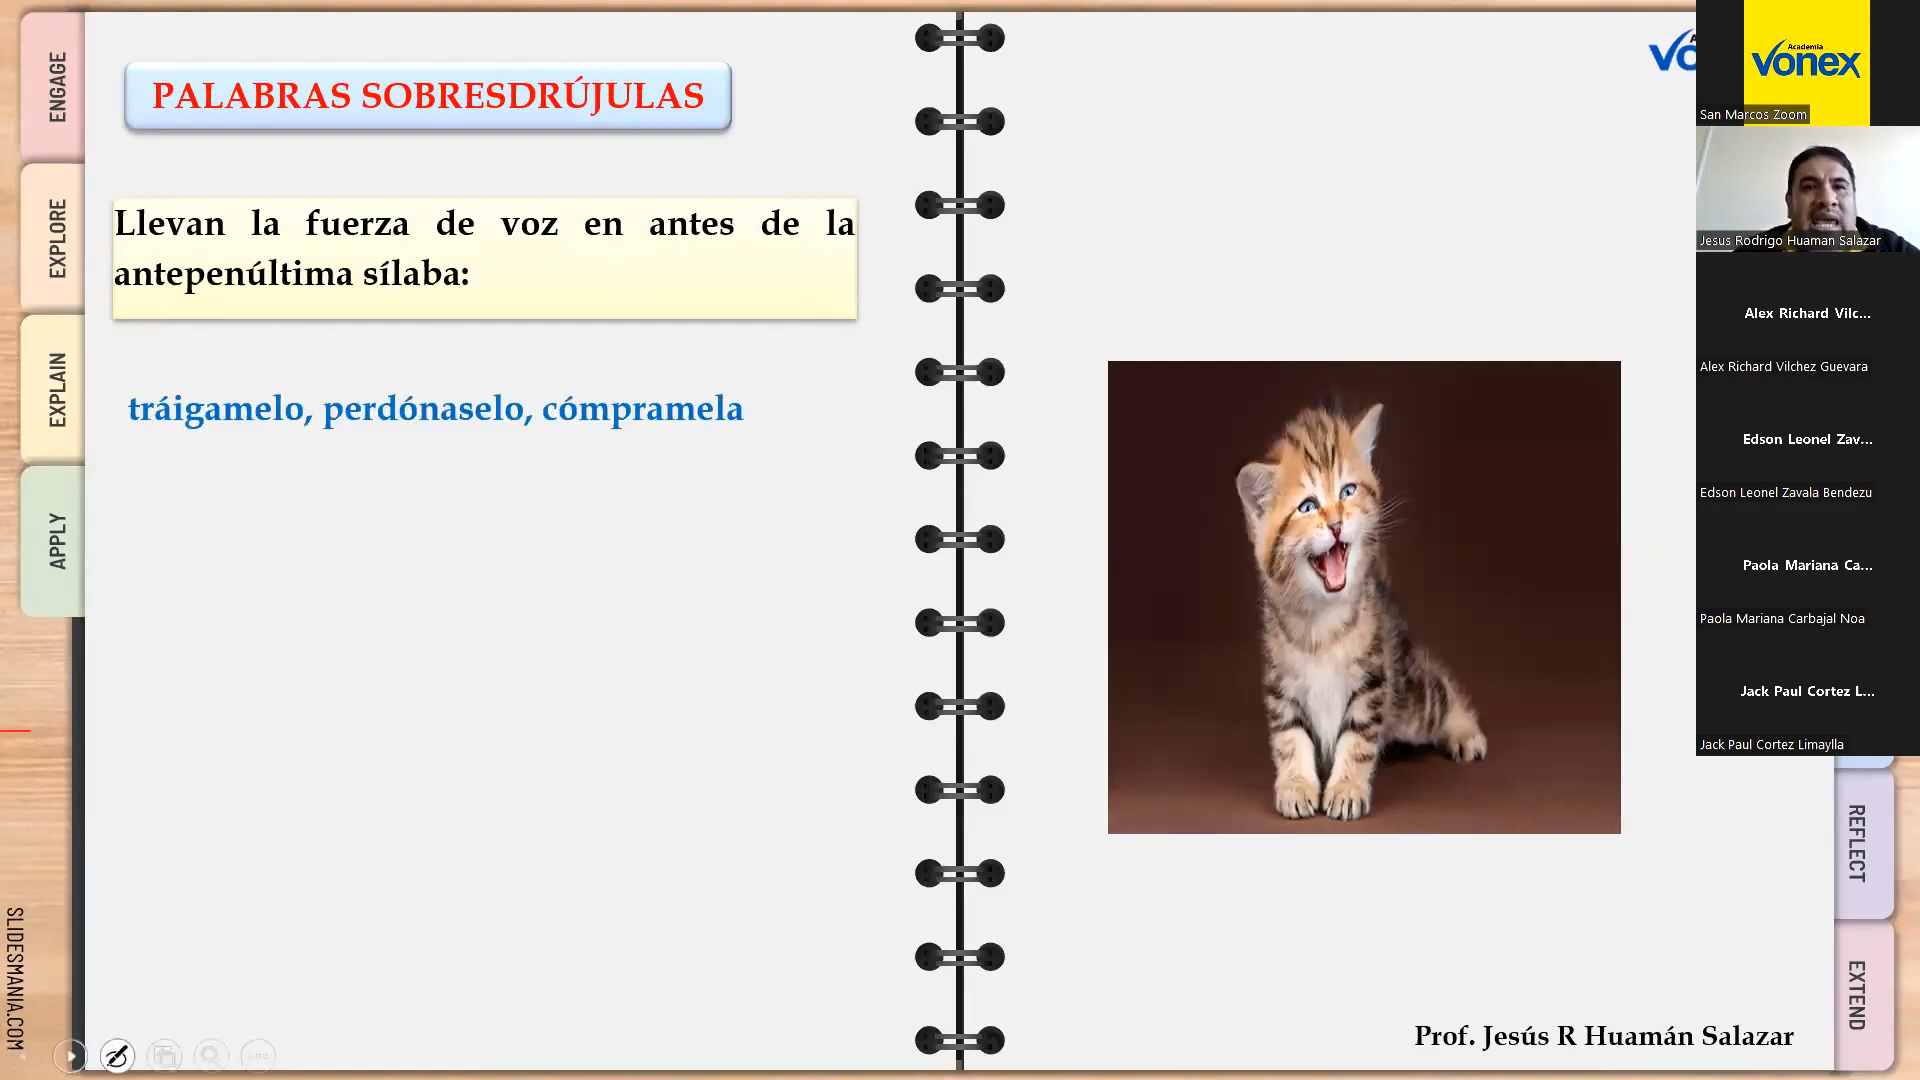 ENGAGE
EXPLORE
EXPLAIN
APPLY
SLIDESMANIA.COM
PALABRAS SOBRESDRÚJULAS
Llevan la fuerza de voz en antes de la
antepenúltima sílaba:
tráigamelo, perdónaselo, cómpramela
Prof. Jesús R Huamán Salazar
REFLECT
EXTEND
Academia
Vonex
San Marcos Zoom
Jesus Rodrigo Huaman Salazar
Alex Richard Vilc...
Alex Richard Vilchez Guevara
Edson Leonel Zav...
Edson Leonel Zavala Bendezu
Paola Mariana Ca...
Paola Mariana Carbajal Noa
Jack Paul Cortez L...
Jack Paul Cortez Limaylla